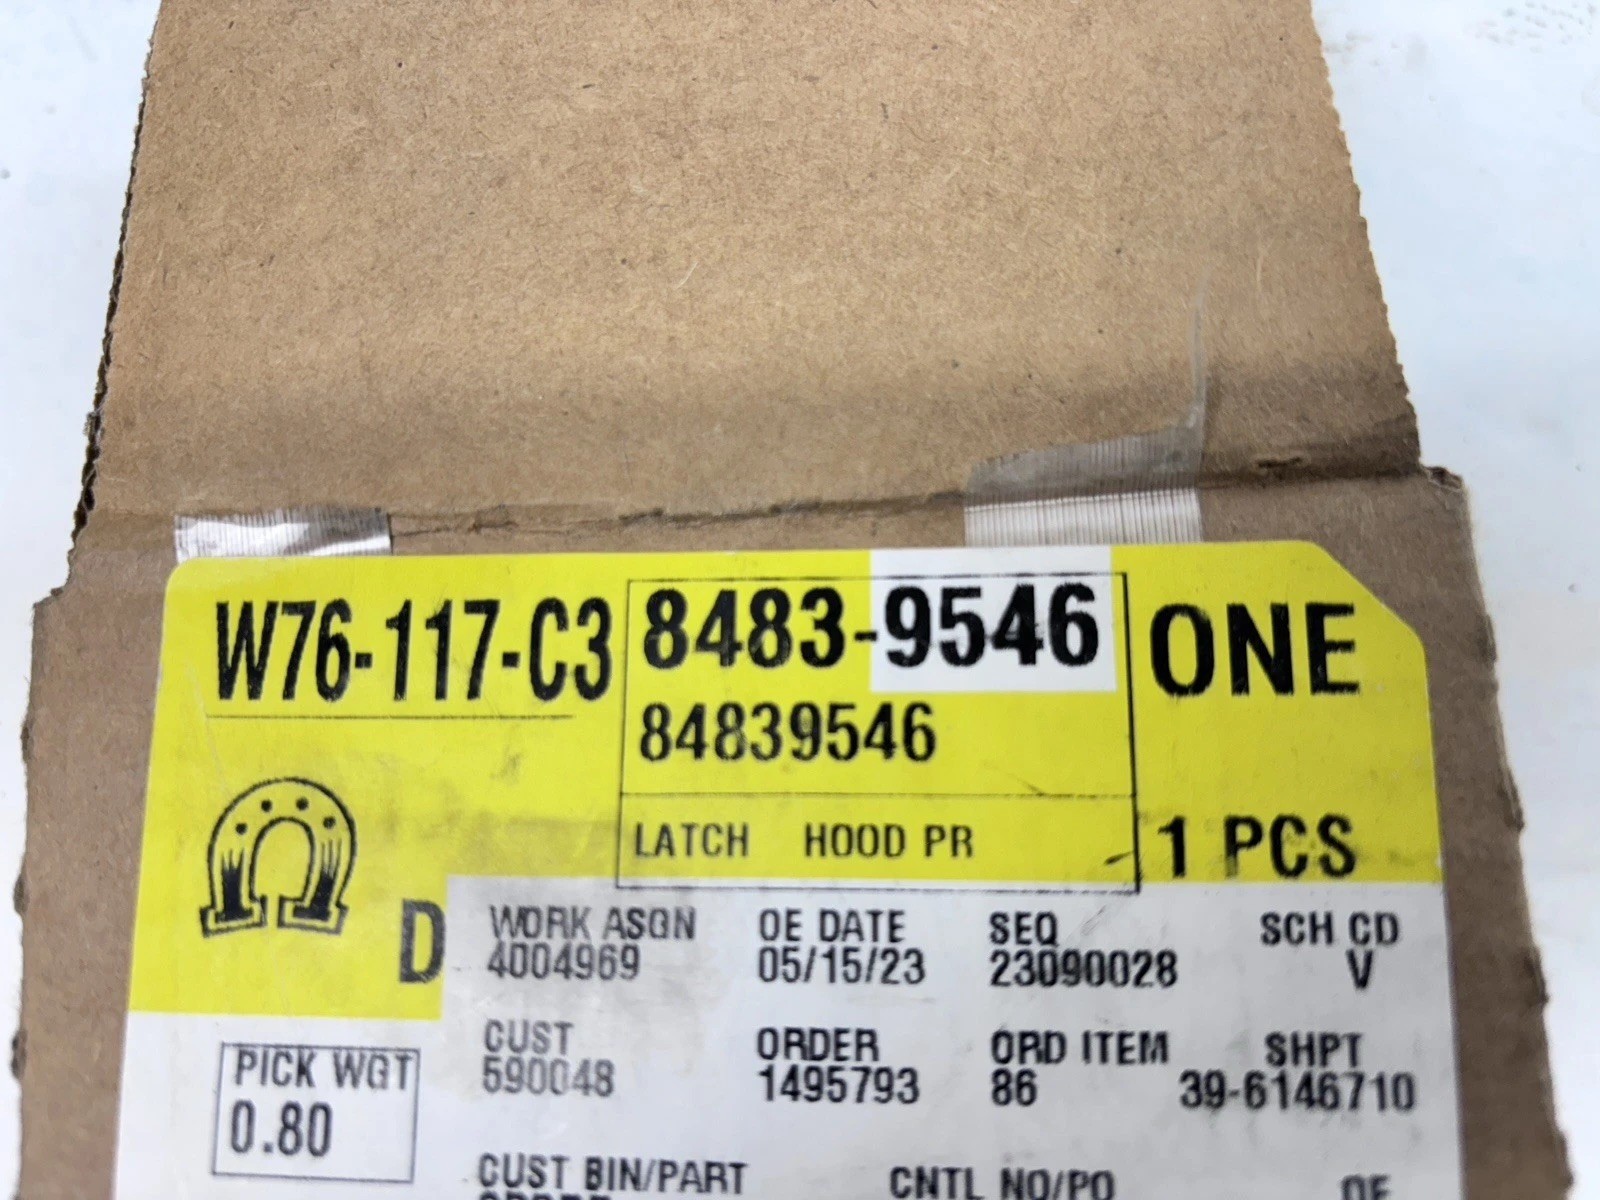 W76-117-C3 8483-9546 ONE
84839546
LATCH HOOD PR 1 PCS
D
WORK ASGN OE DATE SEQ SCH CD
4004969 05/15/23 23090028 V
PICK WGT
0.80
CUST ORDER ORD ITEM SHPT
590048 1495793 86 39-6146710
CUST BIN/PART CNTL NO/PO OE